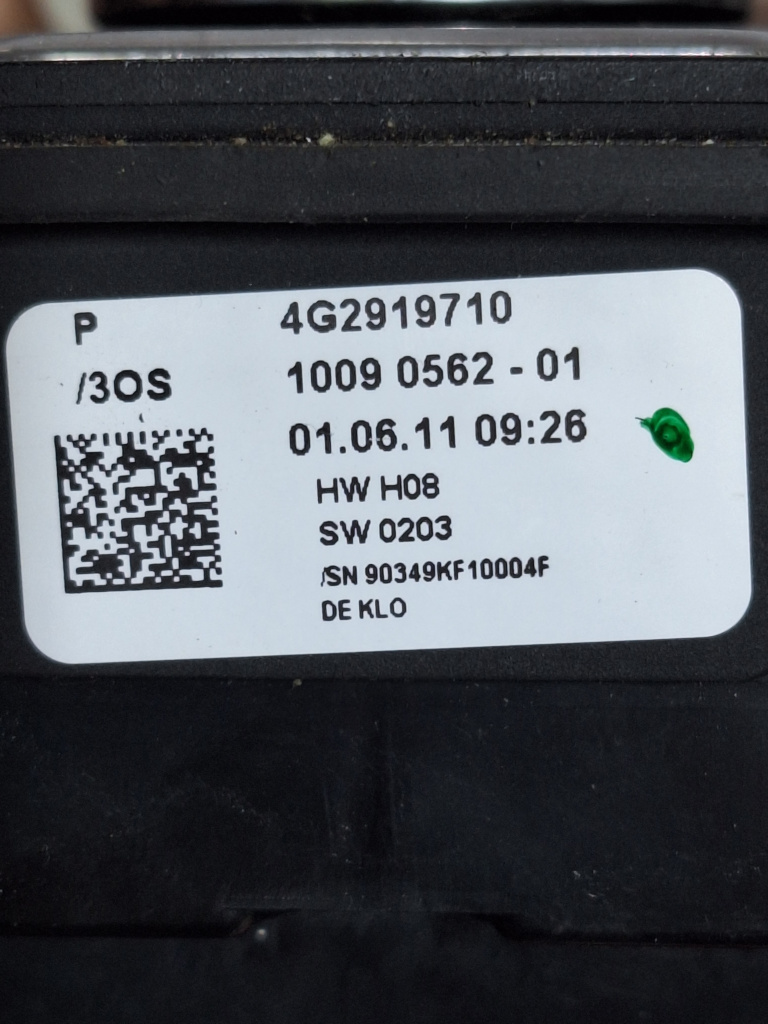 P 4G2919710
/3OS 1009 0562 - 01
01.06.11 09:26
HW H08
SW 0203
/SN 90349KF10004F
DE KLO